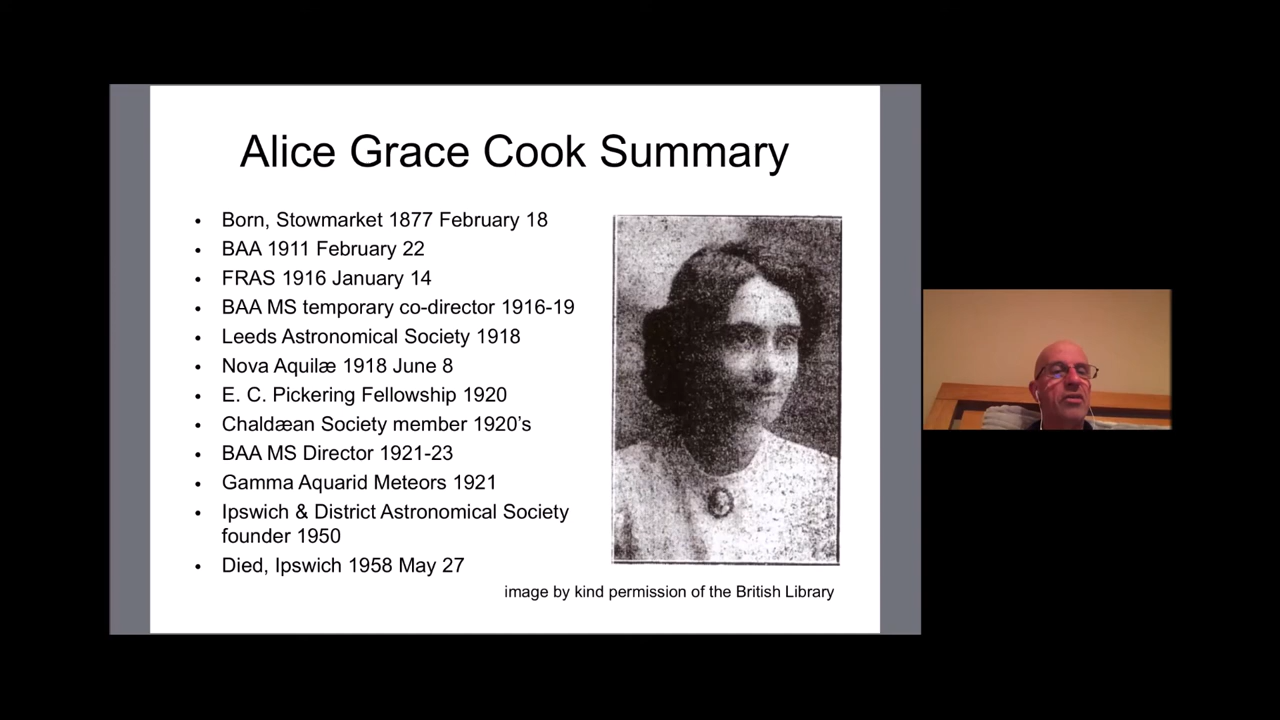 Alice Grace Cook Summary
• Born, Stowmarket 1877 February 18
• BAA 1911 February 22
• FRAS 1916 January 14
• BAA MS temporary co-director 1916-19
• Leeds Astronomical Society 1918
• Nova Aquilæ 1918 June 8
• E. C. Pickering Fellowship 1920
• Chaldæan Society member 1920’s
• BAA MS Director 1921-23
• Gamma Aquarid Meteors 1921
• Ipswich & District Astronomical Society
founder 1950
• Died, Ipswich 1958 May 27
image by kind permission of the British Library